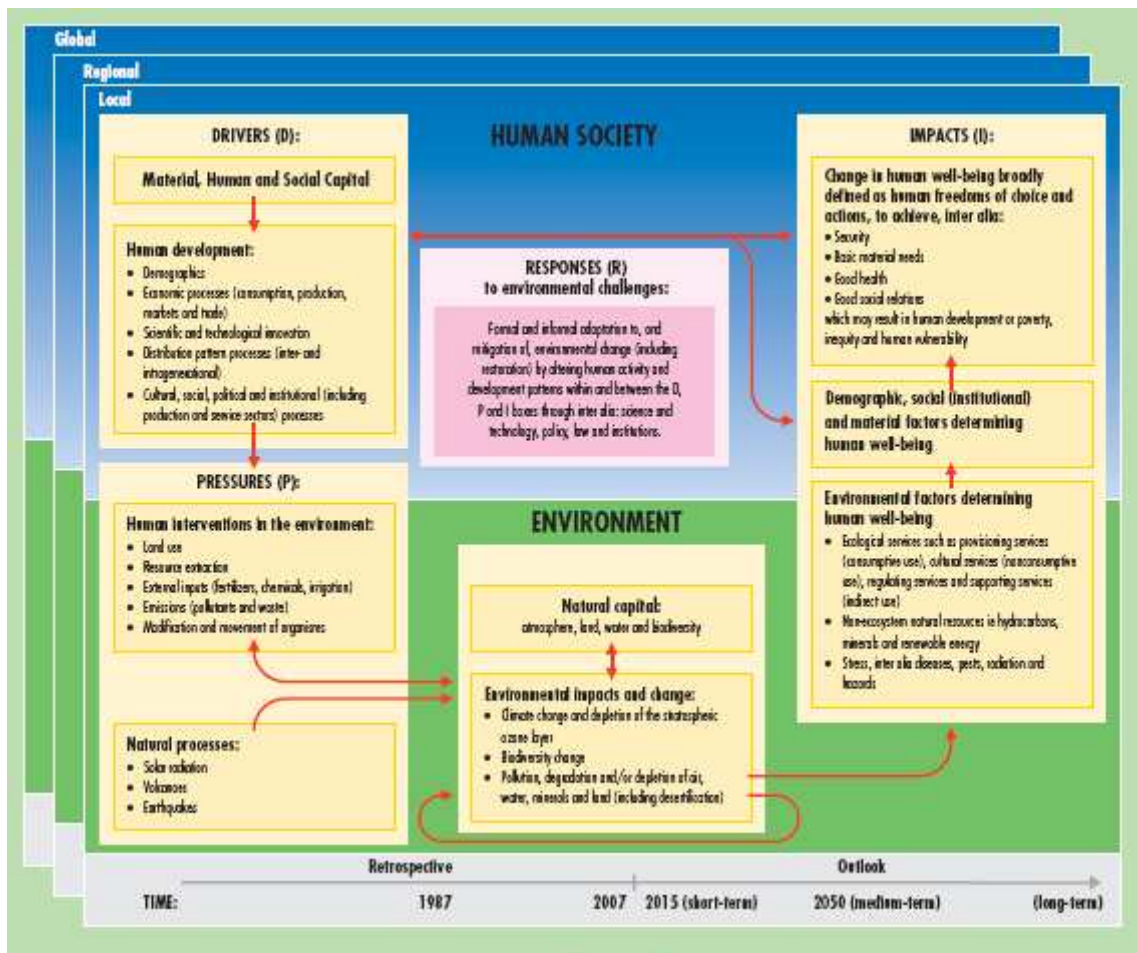 Global
Regional
Local
HUMAN SOCIETY
DRIVERS (D):
Material, Human and Social Capital
Human development:
• Demographics
• Economic processes (consumption, production,
markets and trade)
• Scientific and technological innovation
• Distribution pattern processes (inter- and
intragenerational)
• Cultural, social, political and institutional (including
production and service sectors) processes
PRESSURES (P):
Human interventions in the environment:
• Land use
• Resource extraction
• External inputs (fertilizers, chemicals, irrigation)
• Emissions (pollutants and waste)
• Modification and movement of organisms
Natural processes:
• Solar radiation
• Volcanoes
• Earthquakes
RESPONSES (R)
to environmental challenges:
Formal and informal adaptation to, and
mitigation of, environmental change (including
restoration) by altering human activity and
development patterns within and between the D,
P and I boxes through inter alia: science and
technology, policy, law and institutions.
ENVIRONMENT
Natural capital:
atmosphere, land, water and biodiversity
Environmental impacts and change:
• Climate change and depletion of the stratospheric
ozone layer
• Biodiversity change
• Pollution, degradation and/or depletion of air,
water, minerals and land (including desertification)
IMPACTS (I):
Change in human well-being broadly
defined as human freedoms of choice and
actions, to achieve, inter alia:
• Security
• Basic material needs
• Good health
• Good social relations
which may result in human development or poverty,
inequity and human vulnerability
Demographic, social (institutional)
and material factors determining
human well-being
Environmental factors determining
human well-being
• Ecological services such as provisioning services
(consumptive use), cultural services (nonconsumptive
use), regulating services and supporting services
(indirect use)
• Non-ecosystem natural resources ie hydrocarbons,
minerals and renewable energy
• Stress, inter alia diseases, pests, radiation and
hazards
Retrospective
Outlook
TIME:
1987
2007
2015 (short-term)
2050 (medium-term)
(long-term)